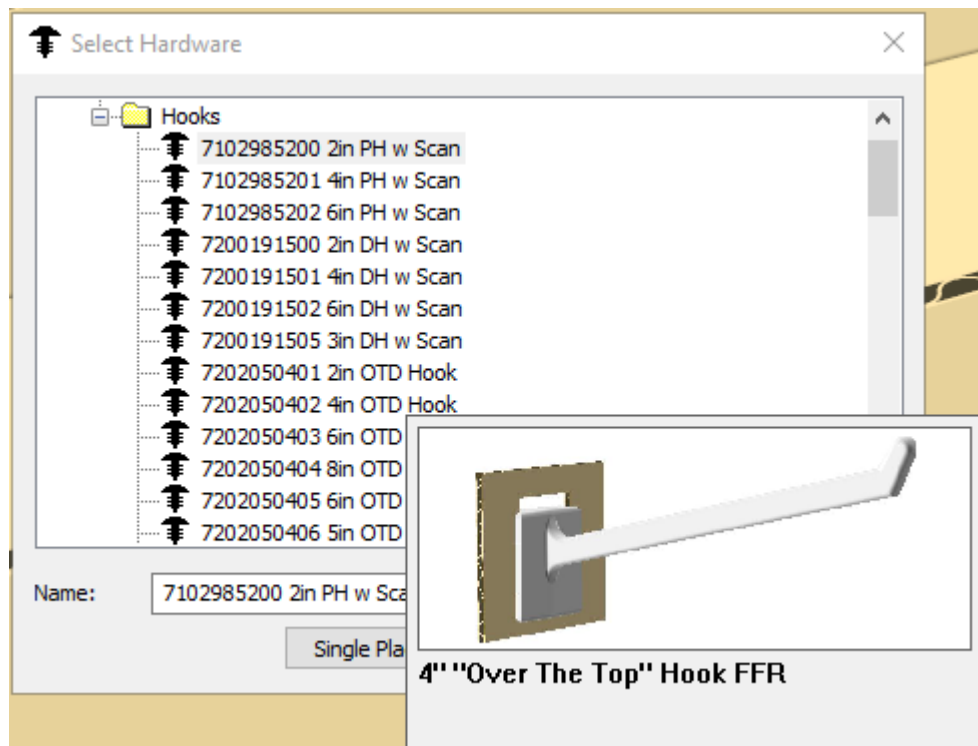 Select Hardware
Hooks
7102985200 2in PH w Scan
7102985201 4in PH w Scan
7102985202 6in PH w Scan
7200191500 2in DH w Scan
7200191501 4in DH w Scan
7200191502 6in DH w Scan
7200191505 3in DH w Scan
7202050401 2in OTD Hook
7202050402 4in OTD Hook
7202050403 6in OTD
7202050404 8in OTD
7202050405 6in OTD
7202050406 5in OTD
Name: 7102985200 2in PH w Sca
Single Pla
4" "Over The Top" Hook FFR